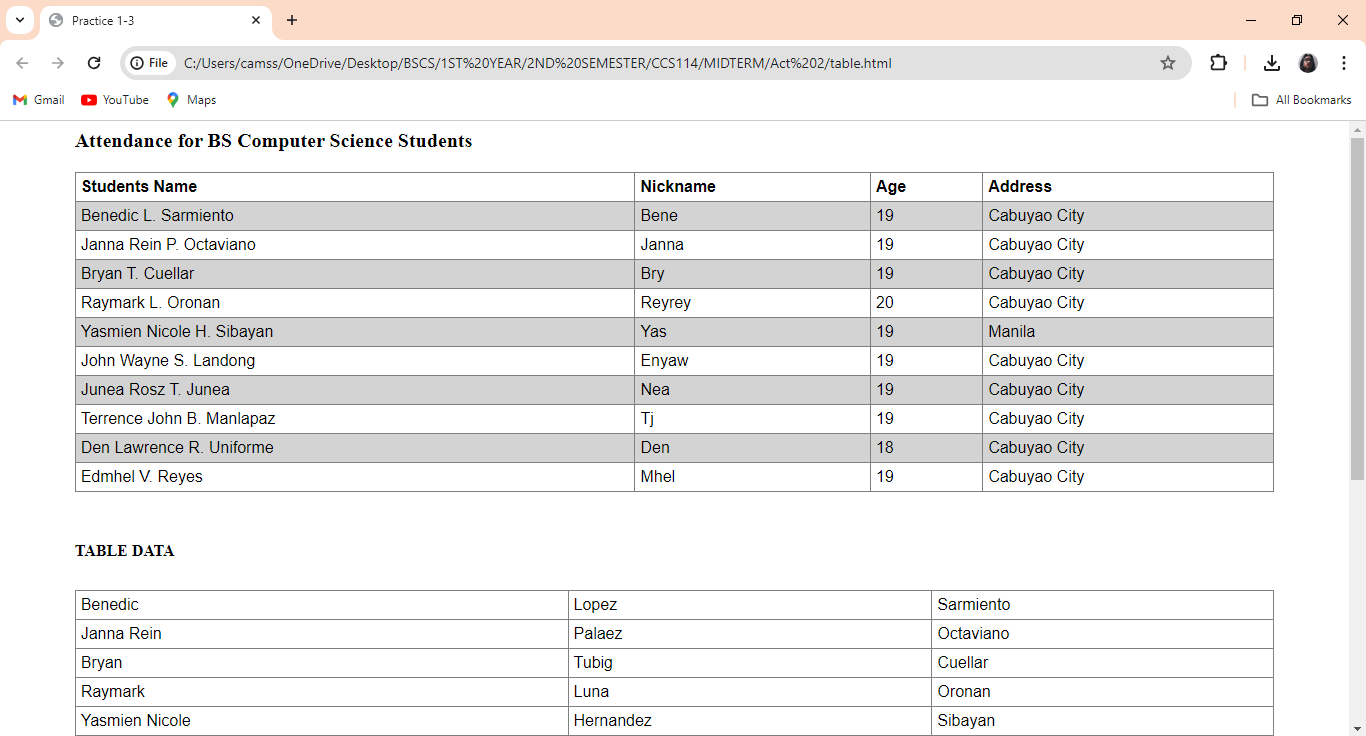 Practice 1-3
File C:/Users/camss/OneDrive/Desktop/BSCS/1ST%20YEAR/2ND%20SEMESTER/CCS114/MIDTERM/Act%202/table.html
Gmail YouTube Maps All Bookmarks
Attendance for BS Computer Science Students
Students Name Nickname Age Address
Benedic L. Sarmiento Bene 19 Cabuyao City
Janna Rein P. Octaviano Janna 19 Cabuyao City
Bryan T. Cuellar Bry 19 Cabuyao City
Raymark L. Oronan Reyrey 20 Cabuyao City
Yasmien Nicole H. Sibayan Yas 19 Manila
John Wayne S. Landong Enyaw 19 Cabuyao City
Junea Rosz T. Junea Nea 19 Cabuyao City
Terrence John B. Manlapaz Tj 19 Cabuyao City
Den Lawrence R. Uniforme Den 18 Cabuyao City
Edmhel V. Reyes Mhel 19 Cabuyao City
TABLE DATA
Benedic Lopez Sarmiento
Janna Rein Palaez Octaviano
Bryan Tubig Cuellar
Raymark Luna Oronan
Yasmien Nicole Hernandez Sibayan